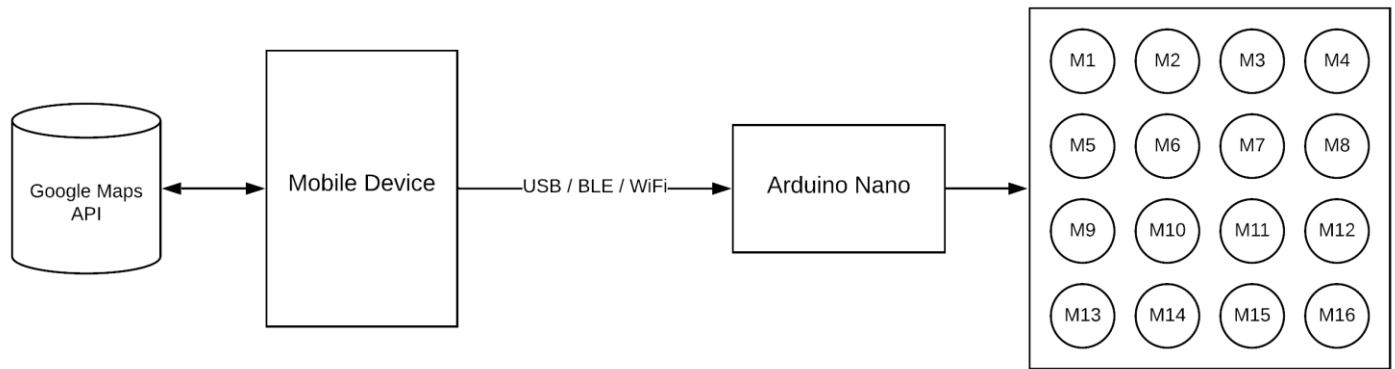 Google Maps
API
Mobile Device
USB / BLE / WiFi
Arduino Nano
M1 M2 M3 M4
M5 M6 M7 M8
M9 M10 M11 M12
M13 M14 M15 M16